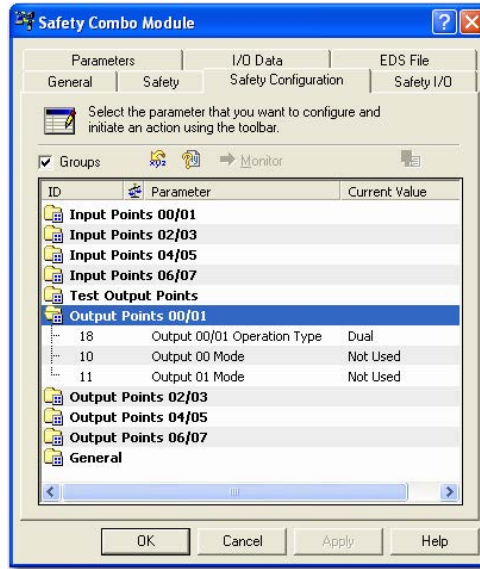 Safety Combo Module
Parameters I/O Data EDS File
General Safety Safety Configuration Safety I/O
Select the parameter that you want to configure and
initiate an action using the toolbar.
Groups Monitor
ID Parameter Current Value
Input Points 00/01
Input Points 02/03
Input Points 04/05
Input Points 06/07
Test Output Points
Output Points 00/01
18 Output 00/01 Operation Type Dual
10 Output 00 Mode Not Used
11 Output 01 Mode Not Used
Output Points 02/03
Output Points 04/05
Output Points 06/07
General
OK Cancel Apply Help